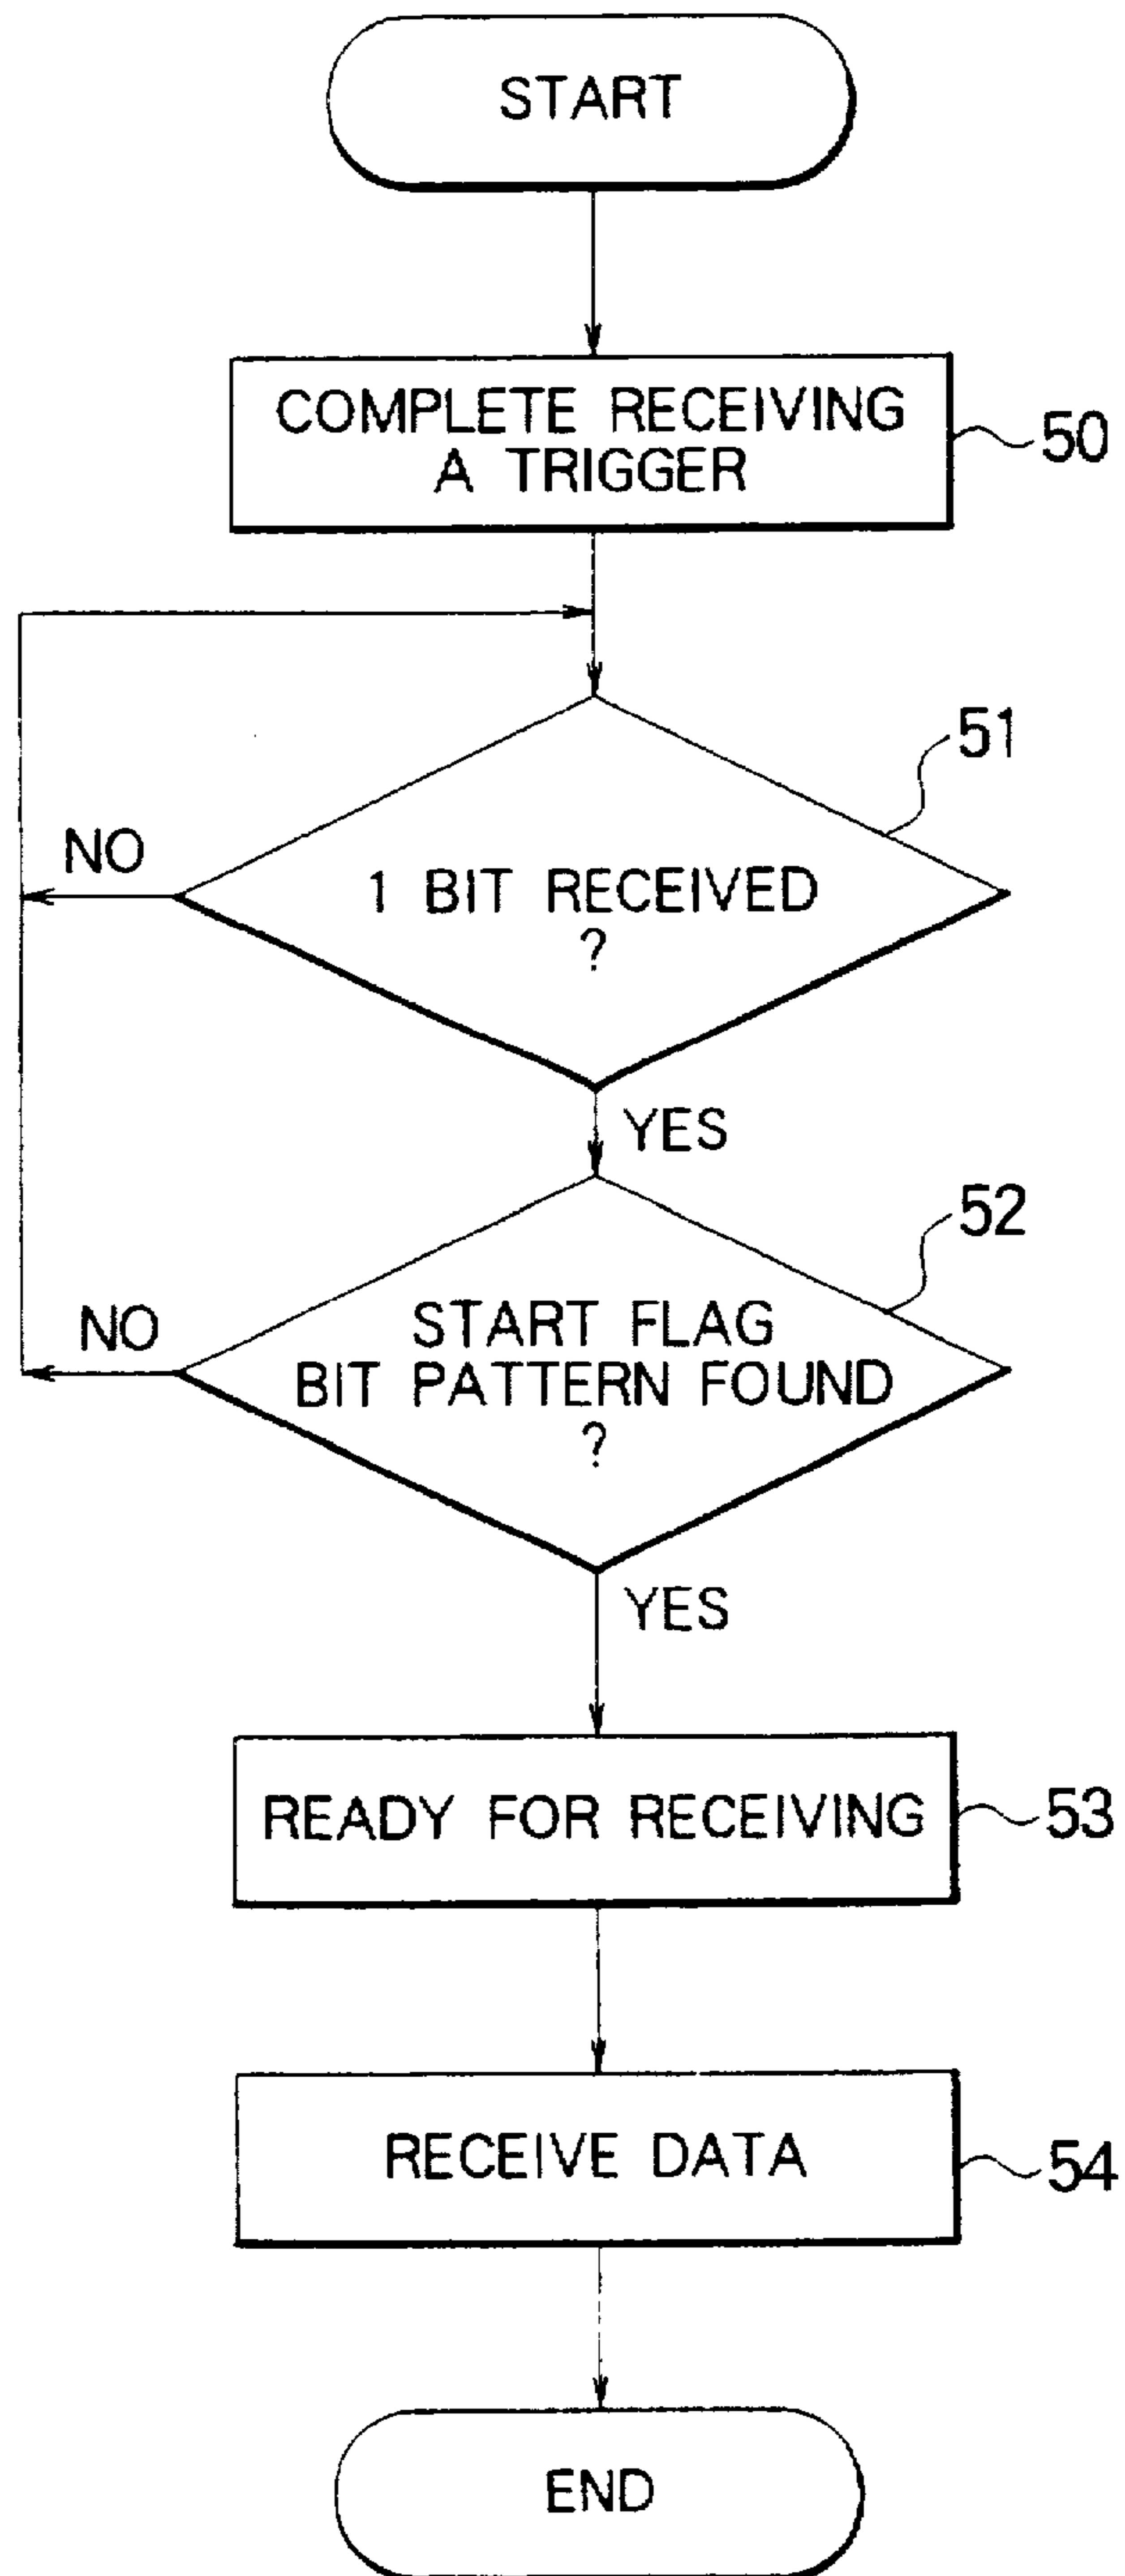 START
COMPLETE RECEIVING
A TRIGGER
50
51
NO
1 BIT RECEIVED
?
YES
52
NO
START FLAG
BIT PATTERN FOUND
?
YES
READY FOR RECEIVING
53
RECEIVE DATA
54
END